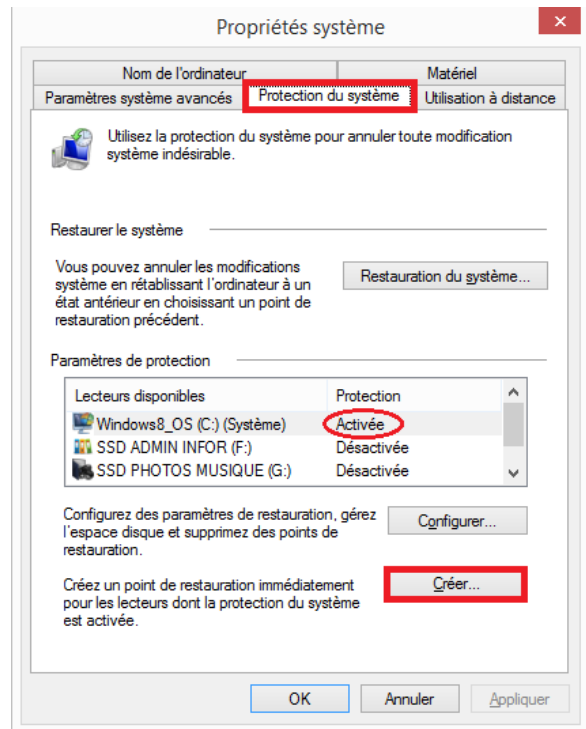 Propriétés système
Nom de l'ordinateur Matériel
Paramètres système avancés Protection du système Utilisation à distance
Utilisez la protection du système pour annuler toute modification
système indésirable.
Restaurer le système
Vous pouvez annuler les modifications
système en rétablissant l'ordinateur à un
état antérieur en choisissant un point de
restauration précédent.
Restauration du système...
Paramètres de protection
Lecteurs disponibles Protection
Windows8_OS (C:) (Système) Activée
SSD ADMIN INFOR (F:) Désactivée
SSD PHOTOS MUSIQUE (G:) Désactivée
Configurez des paramètres de restauration, gérez
l'espace disque et supprimez des points de
restauration.
Configurer...
Créez un point de restauration immédiatement
pour les lecteurs dont la protection du système
est activée.
Créer...
OK Annuler Appliquer